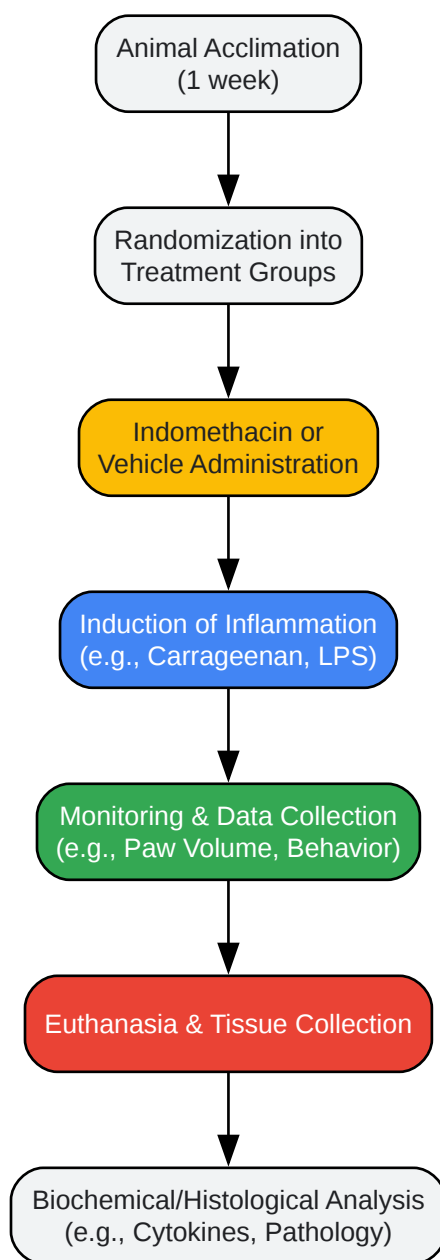 Animal Acclimation
(1 week)
Randomization into
Treatment Groups
Indomethacin or
Vehicle Administration
Induction of Inflammation
(e.g., Carrageenan, LPS)
Monitoring & Data Collection
(e.g., Paw Volume, Behavior)
Euthanasia & Tissue Collection
Biochemical/Histological Analysis
(e.g., Cytokines, Pathology)